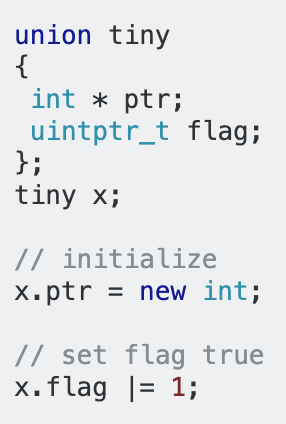 union tiny
{
 int * ptr;
 uintptr_t flag;
};
tiny x;

// initialize
x.ptr = new int;

// set flag true
x.flag |= 1;